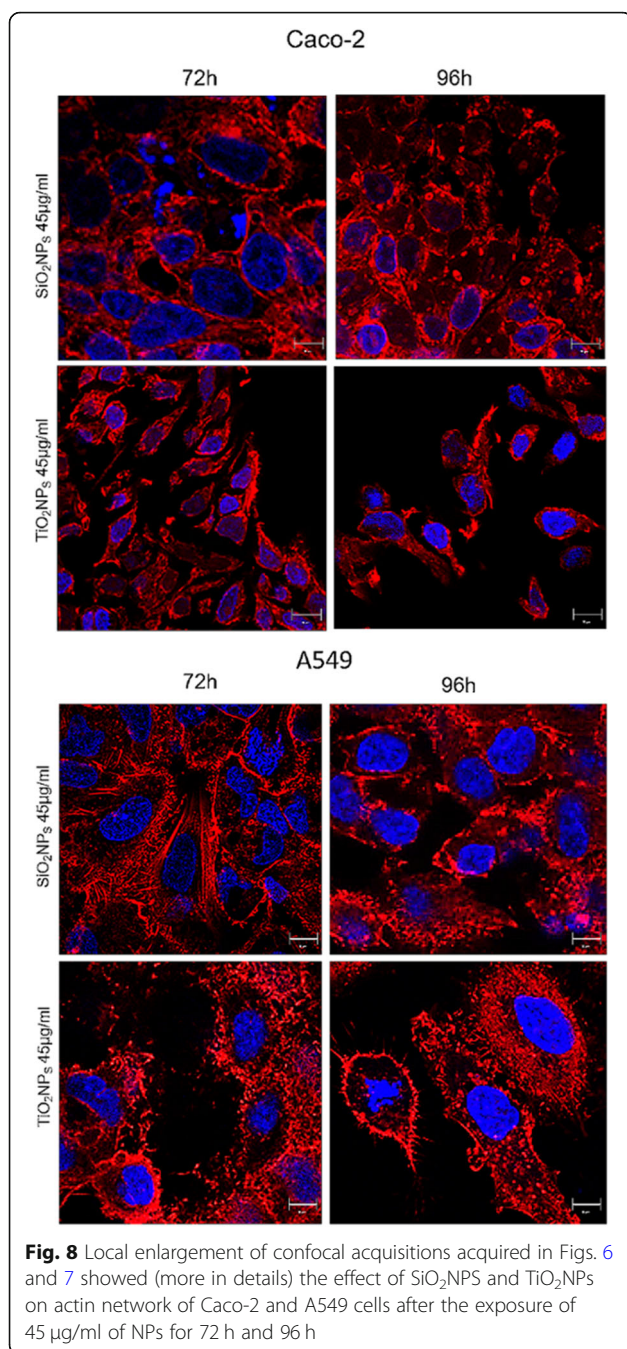 Caco-2
72h 96h
SiO₂NPs 45µg/ml
TiO₂NPs 45µg/ml
A549
72h 96h
SiO₂NPs 45µg/ml
TiO₂NPs 45µg/ml
Fig. 8 Local enlargement of confocal acquisitions acquired in Figs. 6
and 7 showed (more in details) the effect of SiO₂NPS and TiO₂NPs
on actin network of Caco-2 and A549 cells after the exposure of
45 µg/ml of NPs for 72 h and 96 h